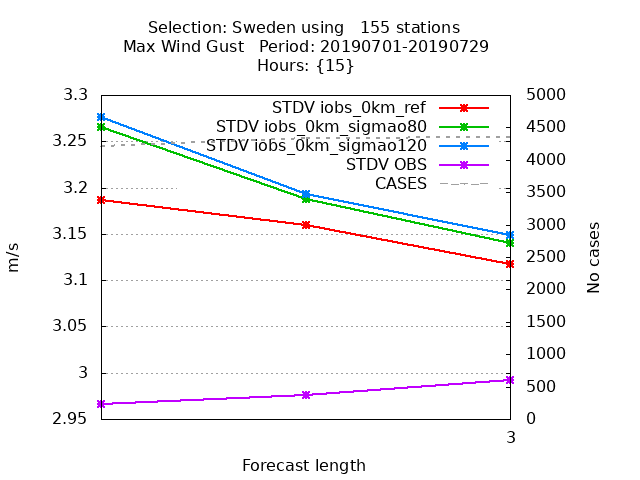 Selection: Sweden using   155 stations
Max Wind Gust   Period: 20190701-20190729
Hours: {15}
3.3
3.25
3.2
3.15
3.1
3.05
3
2.95
m/s
STDV iobs_0km_ref
STDV iobs_0km_sigmao80
STDV iobs_0km_sigmao120
STDV OBS
CASES
5000
4500
4000
3500
3000
2500
2000
1500
1000
500
0
No cases
3
Forecast length